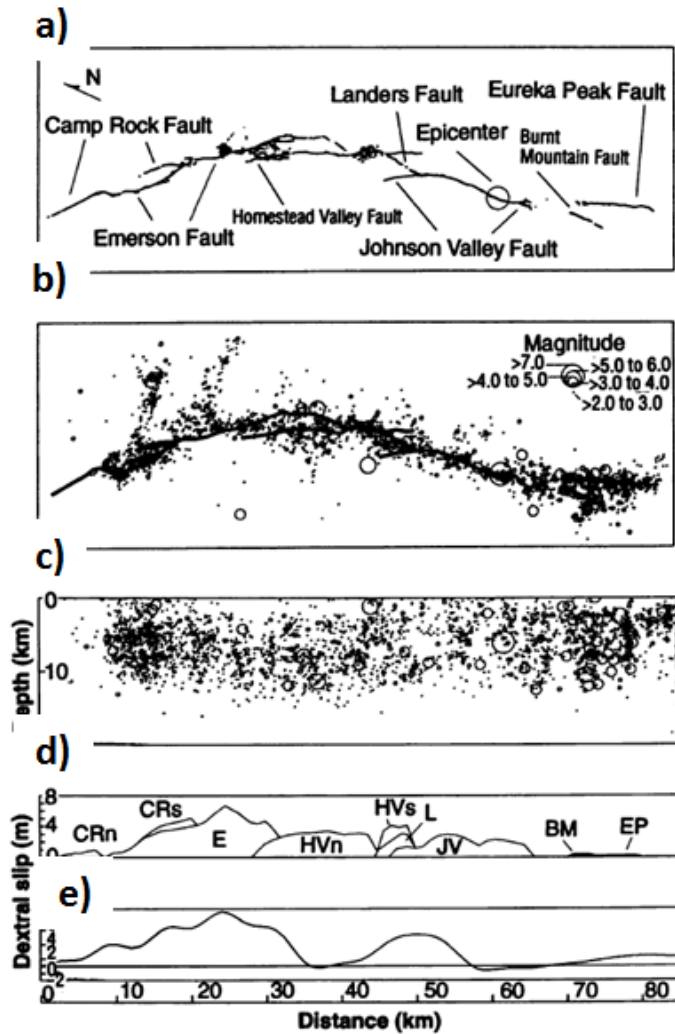 a)
N
Landers Fault
Eureka Peak Fault
Camp Rock Fault
Epicenter
Burnt
Mountain Fault
Homestead Valley Fault
Emerson Fault
Johnson Valley Fault
b)
Magnitude
>7.0
>5.0 to 6.0
>4.0 to 5.0
>3.0 to 4.0
>2.0 to 3.0
c)
0
10
epth (km)
d)
8
4
0
CRn
CRs
E
HVn
HVs
L
JV
BM
EP
Dextral slip (m)
e)
4
2
0
2
0 10 20 30 40 50 60 70 80
Distance (km)